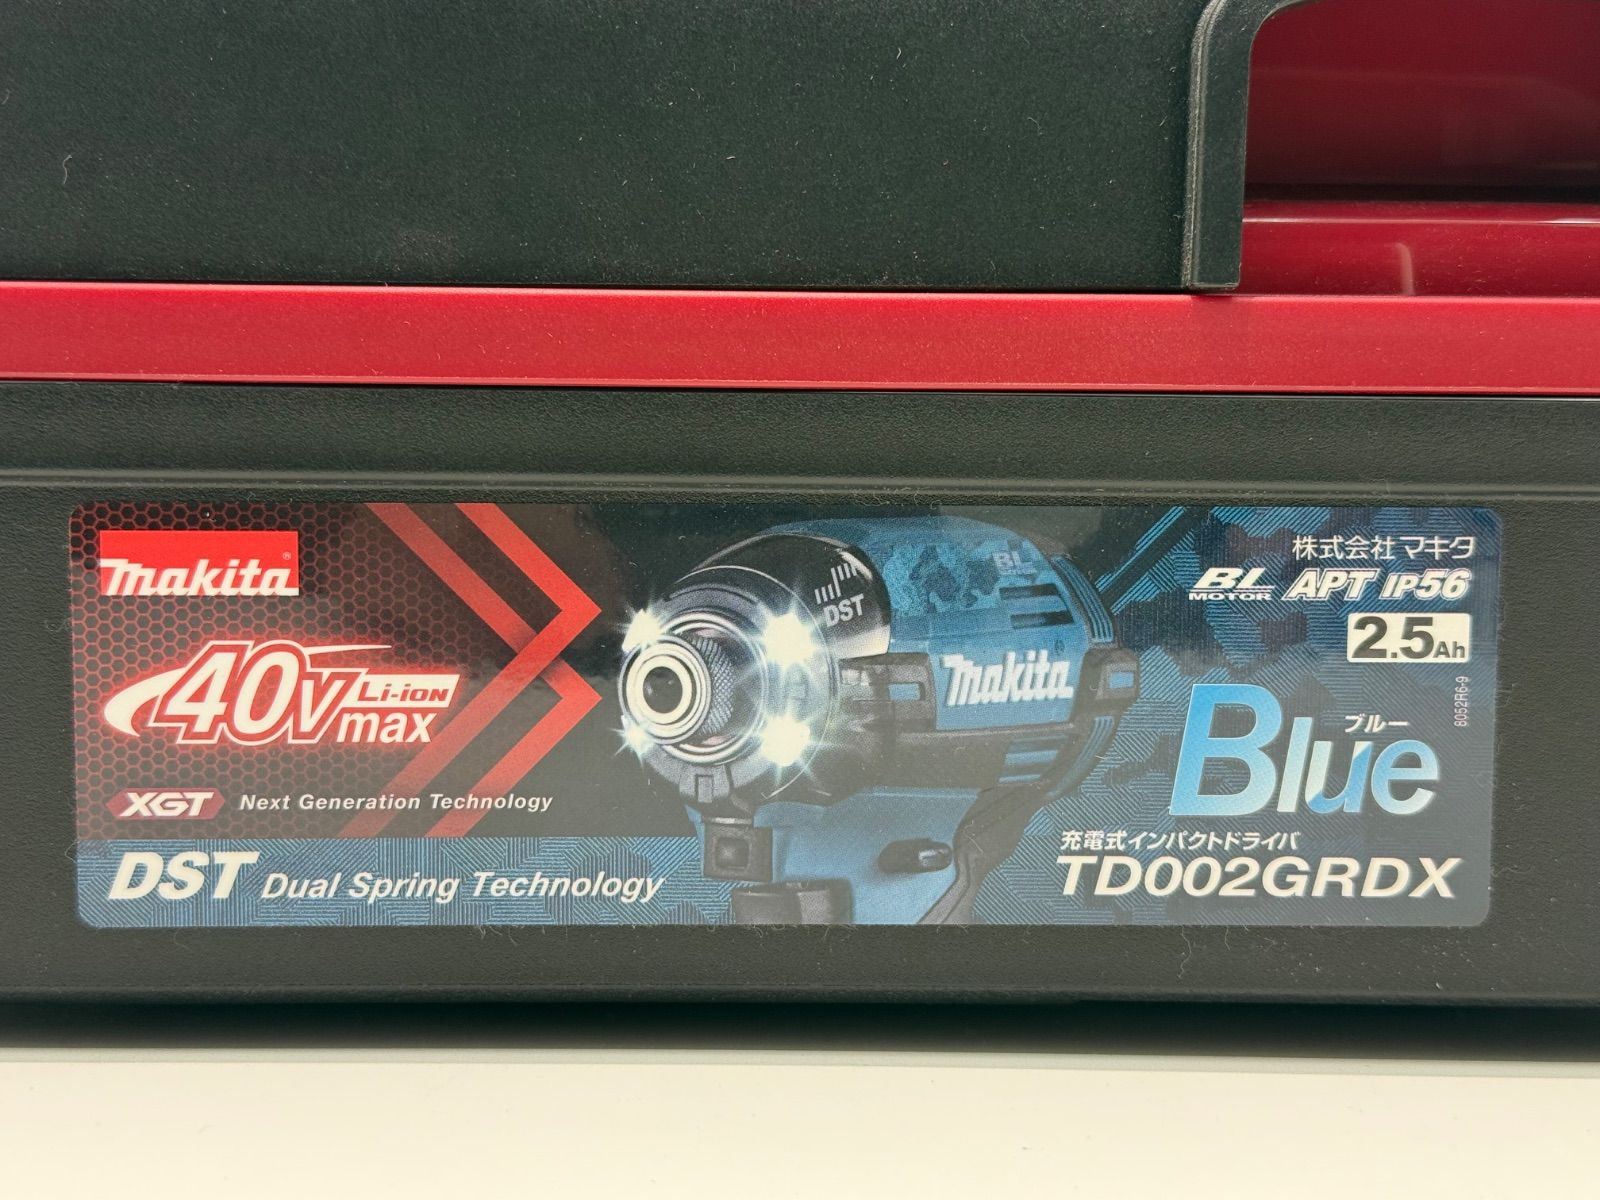 makita®
40Vmax Li-ion
XGT Next Generation Technology
DST Dual Spring Technology
DST
BL
makita
株式会社マキタ
BL MOTOR APT IP56
2.5Ah
8052R6-9
ブルー
Blue
充電式インパクトドライバ
TD002GRDX